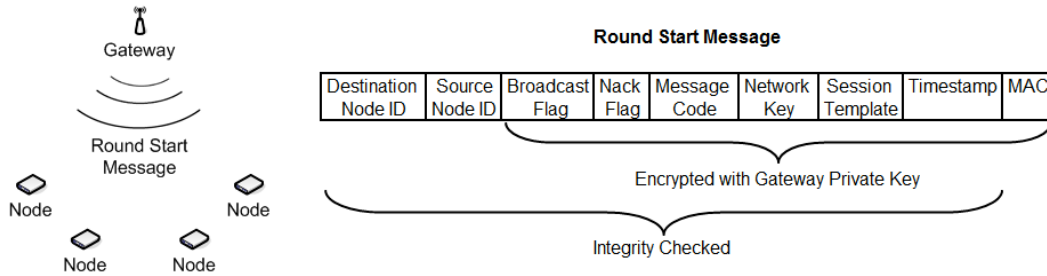 Gateway
Round Start
Message
Node
Node
Node
Node
Round Start Message
Destination Node ID
Source Node ID
Broadcast Flag
Nack Flag
Message Code
Network Key
Session Template
Timestamp
MAC
Encrypted with Gateway Private Key
Integrity Checked